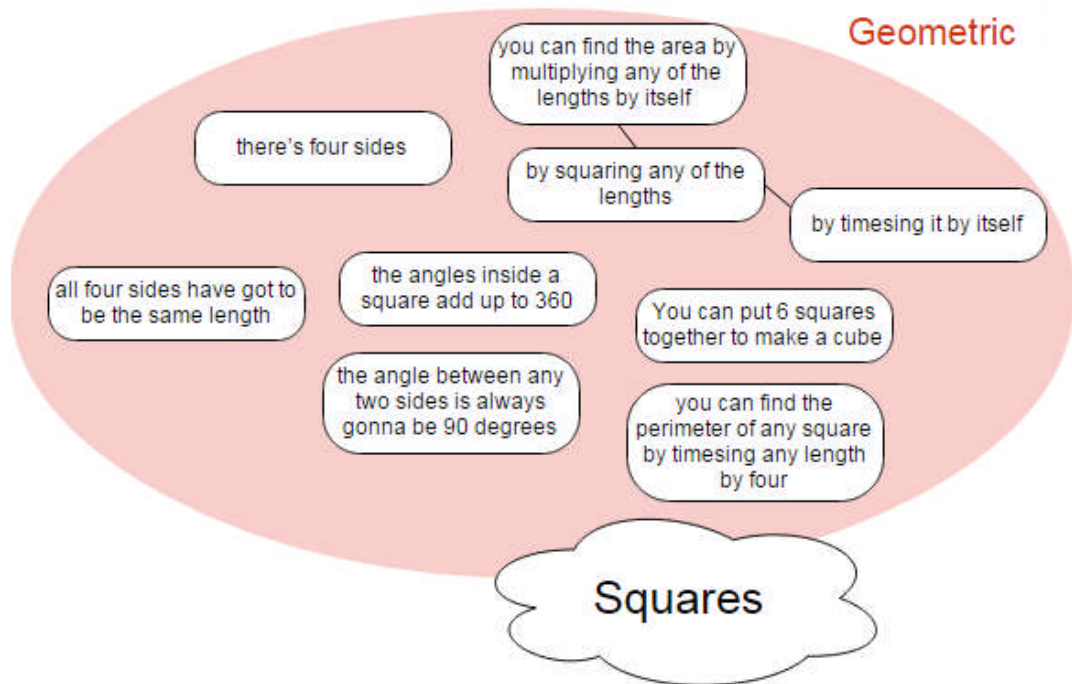 Geometric
you can find the area by
multiplying any of the
lengths by itself
there's four sides
by squaring any of the
lengths
by timesing it by itself
all four sides have got to
be the same length
the angles inside a
square add up to 360
You can put 6 squares
together to make a cube
the angle between any
two sides is always
gonna be 90 degrees
you can find the
perimeter of any square
by timesing any length
by four
Squares